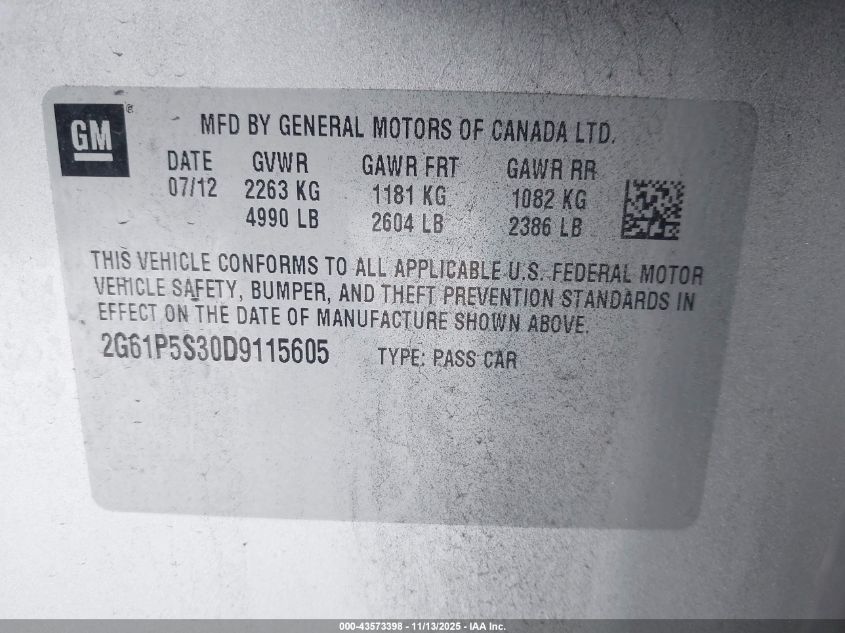 GM ®
MFD BY GENERAL MOTORS OF CANADA LTD.
DATE GVWR GAWR FRT GAWR RR
07/12 2263 KG 1181 KG 1082 KG
4990 LB 2604 LB 2386 LB
THIS VEHICLE CONFORMS TO ALL APPLICABLE U.S. FEDERAL MOTOR
VEHICLE SAFETY, BUMPER, AND THEFT PREVENTION STANDARDS IN
EFFECT ON THE DATE OF MANUFACTURE SHOWN ABOVE.
2G61P5S30D9115605 TYPE: PASS CAR
000-43573398 - 11/13/2025 - IAA Inc.